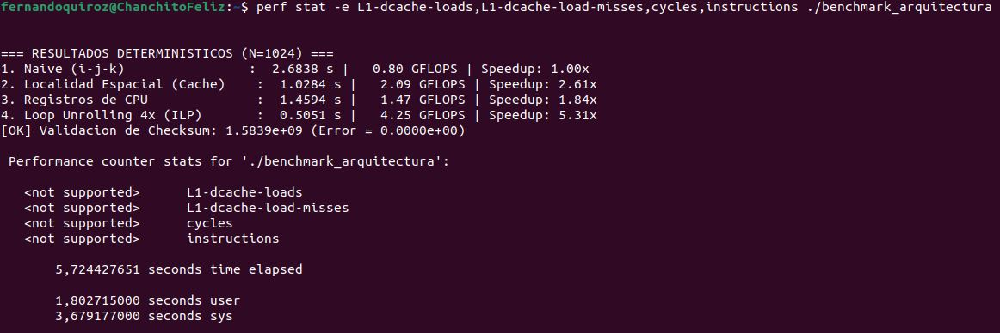 fernandoquiroz@ChanchitoFeliz:~$ perf stat -e L1-dcache-loads,L1-dcache-load-misses,cycles,instructions ./benchmark_arquitectura
=== RESULTADOS DETERMINISTICOS (N=1024) ===
1. Naive (i-j-k)                :  2.6838 s |   0.80 GFLOPS | Speedup: 1.00x
2. Localidad Espacial (Cache)    :  1.0284 s |   2.09 GFLOPS | Speedup: 2.61x
3. Registros de CPU              :  1.4594 s |   1.47 GFLOPS | Speedup: 1.84x
4. Loop Unrolling 4x (ILP)       :  0.5051 s |   4.25 GFLOPS | Speedup: 5.31x
[OK] Validacion de Checksum: 1.5839e+09 (Error = 0.0000e+00)
Performance counter stats for './benchmark_arquitectura':
<not supported>      L1-dcache-loads
<not supported>      L1-dcache-load-misses
<not supported>      cycles
<not supported>      instructions
5,724427651 seconds time elapsed
1,802715000 seconds user
3,679177000 seconds sys